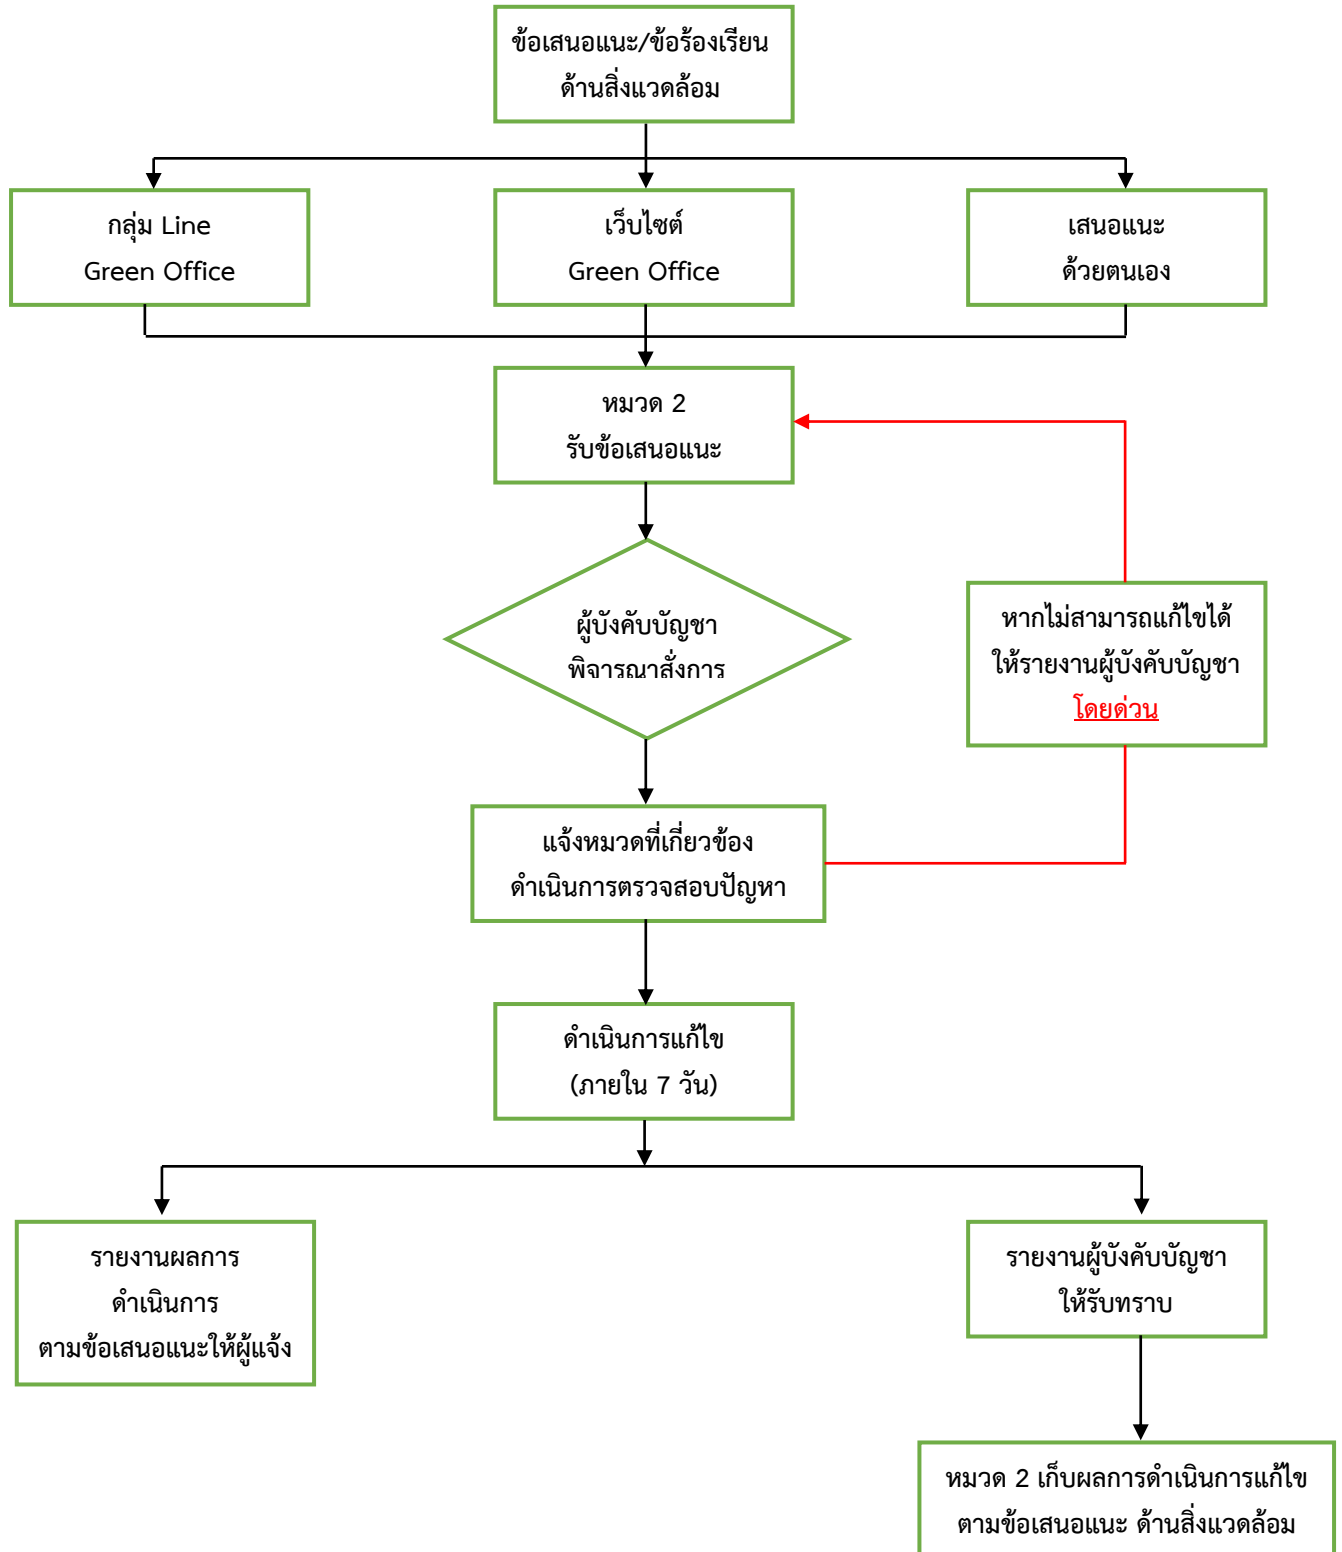 ข้อเสนอแนะ/ข้อร้องเรียน
ด้านสิ่งแวดล้อม
กลุ่ม Line
Green Office
เว็บไซต์
Green Office
เสนอแนะ
ด้วยตนเอง
หมวด 2
รับข้อเสนอแนะ
ผู้บังคับบัญชา
พิจารณาสั่งการ
หากไม่สามารถแก้ไขได้
ให้รายงานผู้บังคับบัญชา
โดยด่วน
แจ้งหมวดที่เกี่ยวข้อง
ดำเนินการตรวจสอบปัญหา
ดำเนินการแก้ไข
(ภายใน 7 วัน)
รายงานผลการ
ดำเนินการ
ตามข้อเสนอแนะให้ผู้แจ้ง
รายงานผู้บังคับบัญชา
ให้รับทราบ
หมวด 2 เก็บผลการดำเนินการแก้ไข
ตามข้อเสนอแนะ ด้านสิ่งแวดล้อม